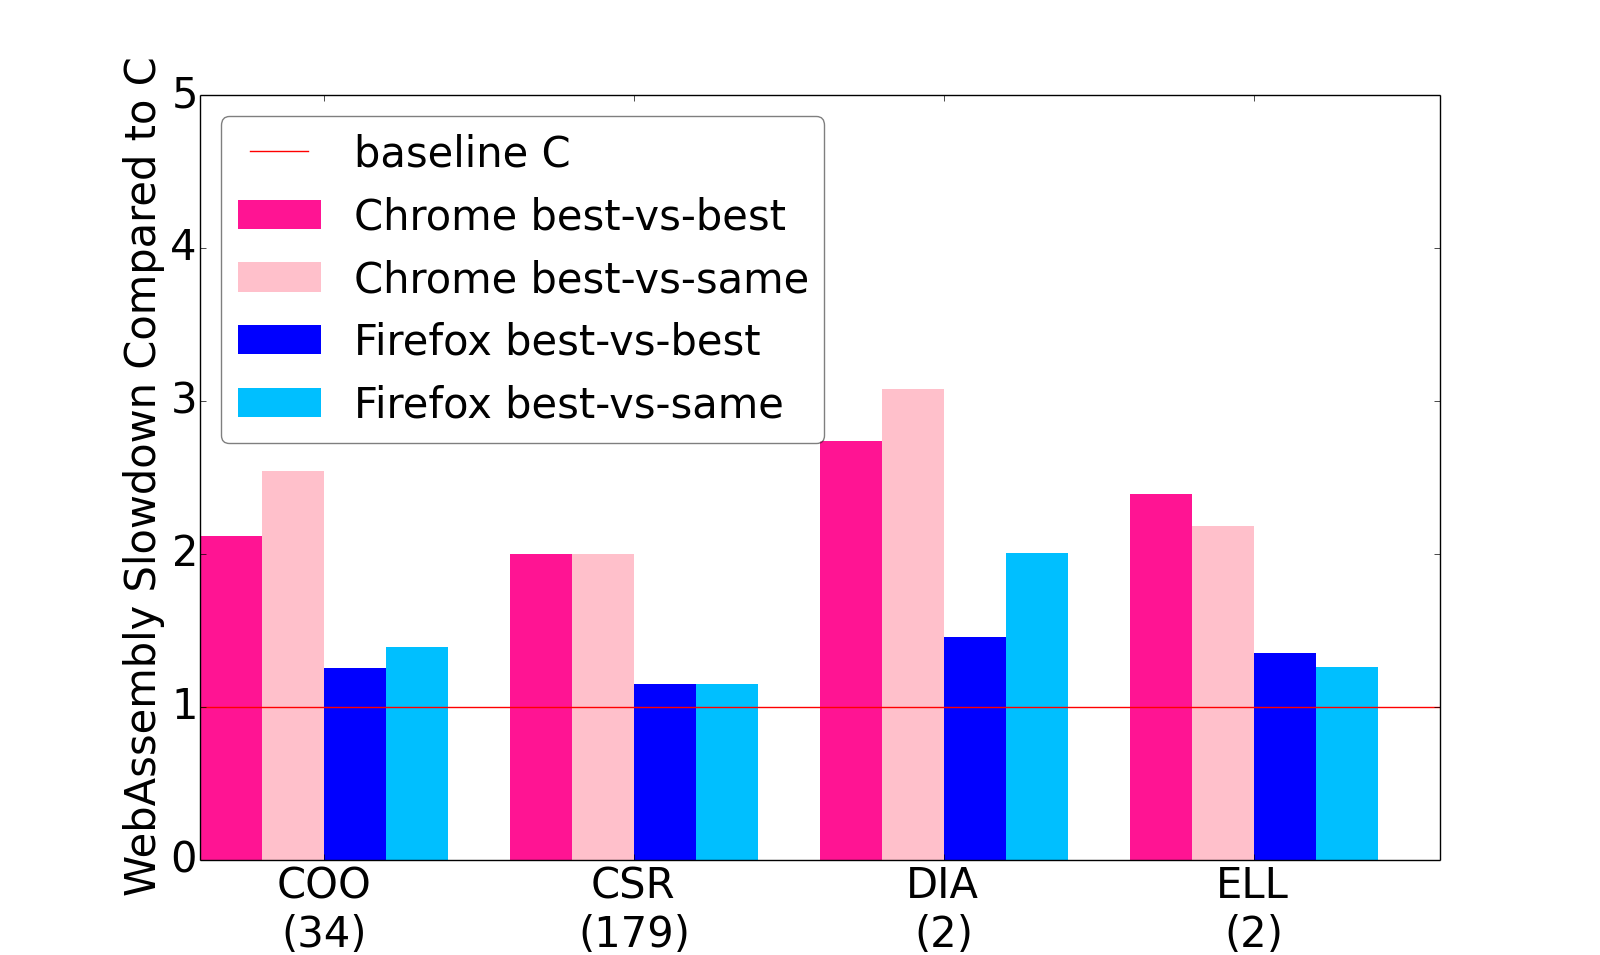 WebAssembly Slowdown Compared to C
5
4
3
2
1
0
baseline C
Chrome best-vs-best
Chrome best-vs-same
Firefox best-vs-best
Firefox best-vs-same
COO
(34)
CSR
(179)
DIA
(2)
ELL
(2)